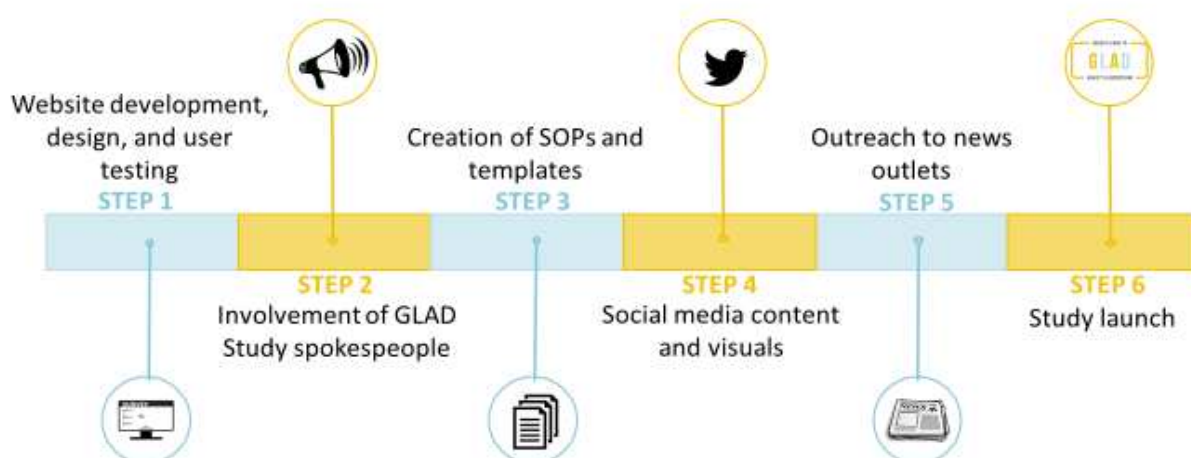 Website development,
design, and user
testing
STEP 1
STEP 2
Involvement of GLAD
Study spokespeople
Creation of SOPs and
templates
STEP 3
STEP 4
Social media content
and visuals
Outreach to news
outlets
STEP 5
GLAD
STEP 6
Study launch